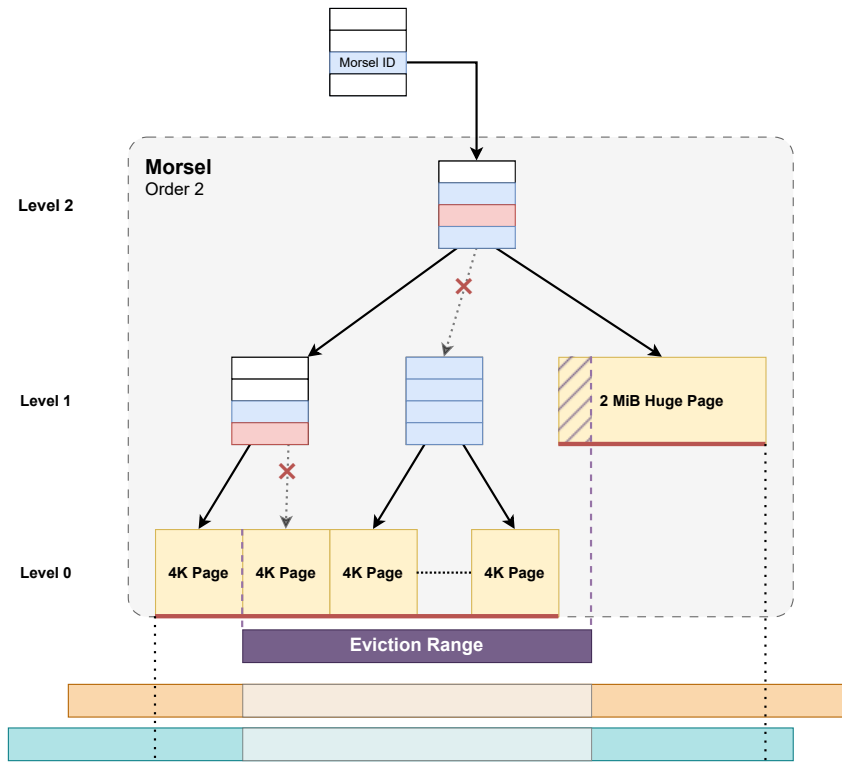 Morsel ID
Morsel
Order 2
Level 2
Level 1
2 MiB Huge Page
Level 0
4K Page
4K Page
4K Page
4K Page
Eviction Range